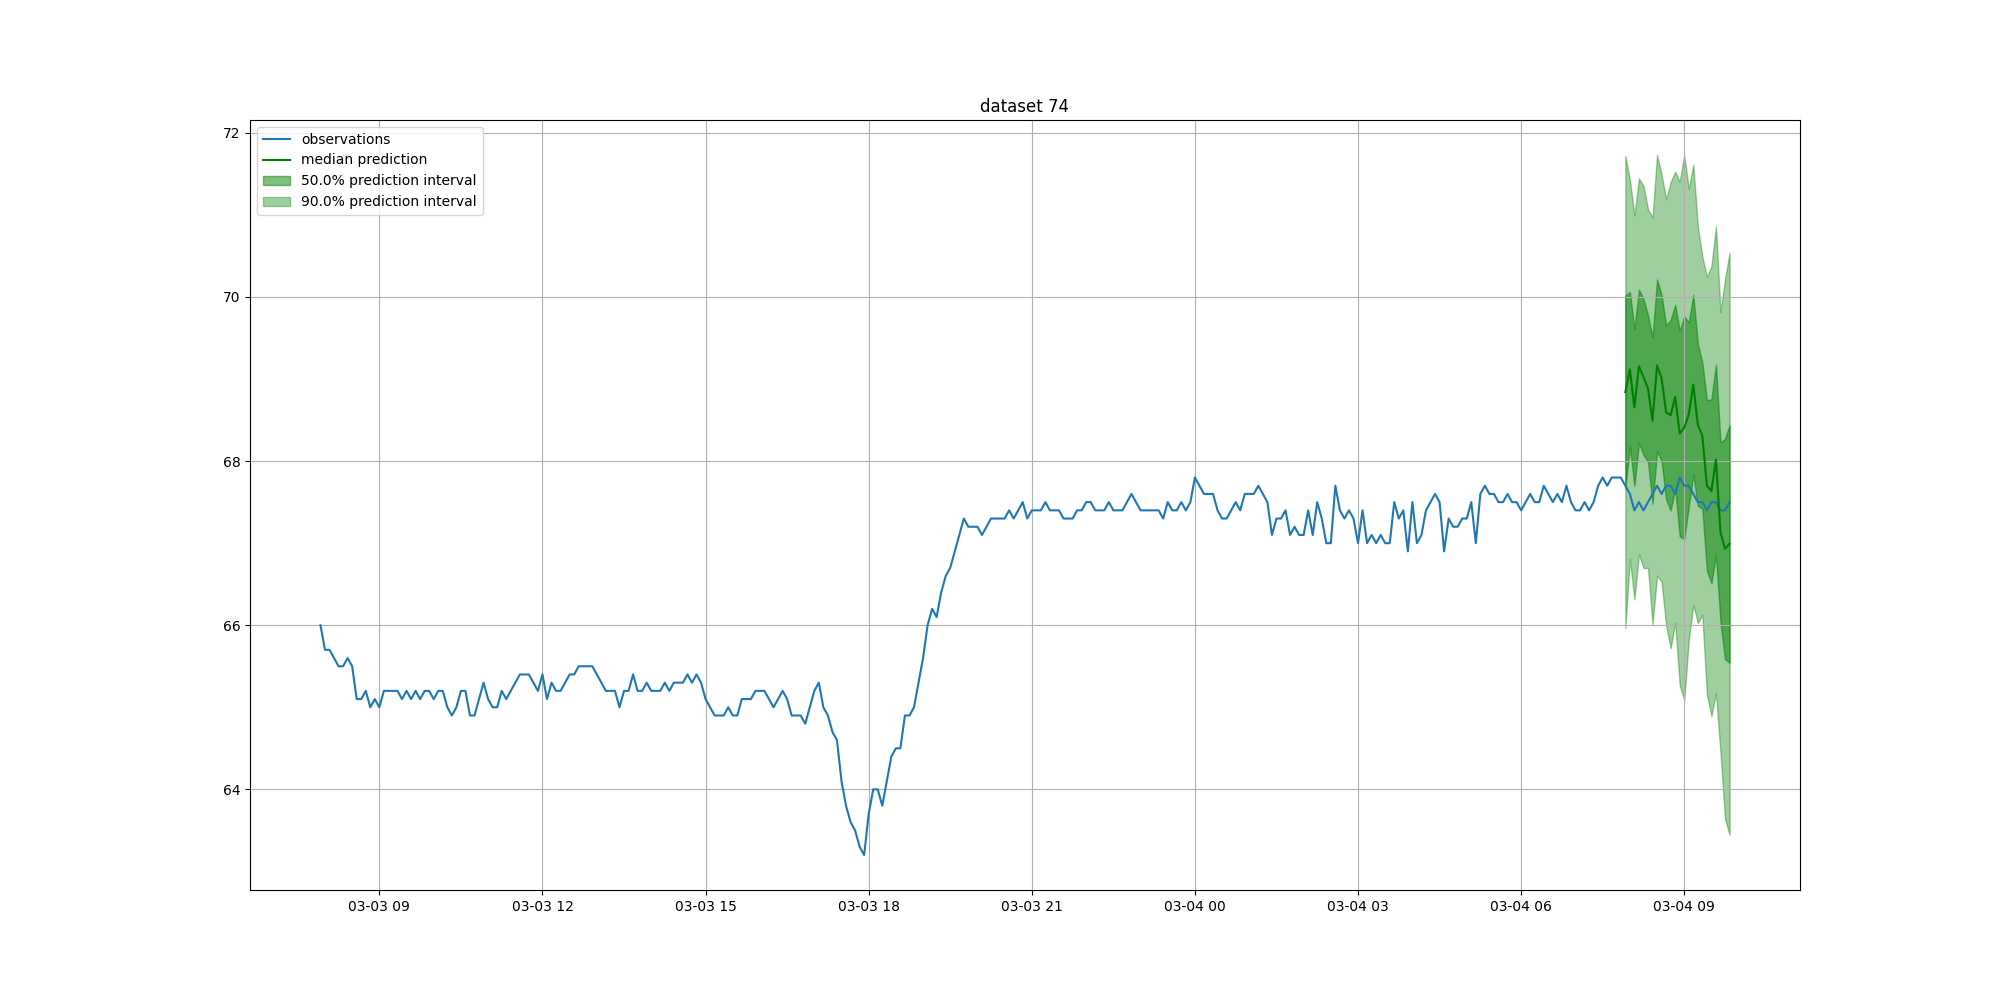 dataset 74
observations
median prediction
50.0% prediction interval
90.0% prediction interval
72
70
68
66
64
03-03 09
03-03 12
03-03 15
03-03 18
03-03 21
03-04 00
03-04 03
03-04 06
03-04 09